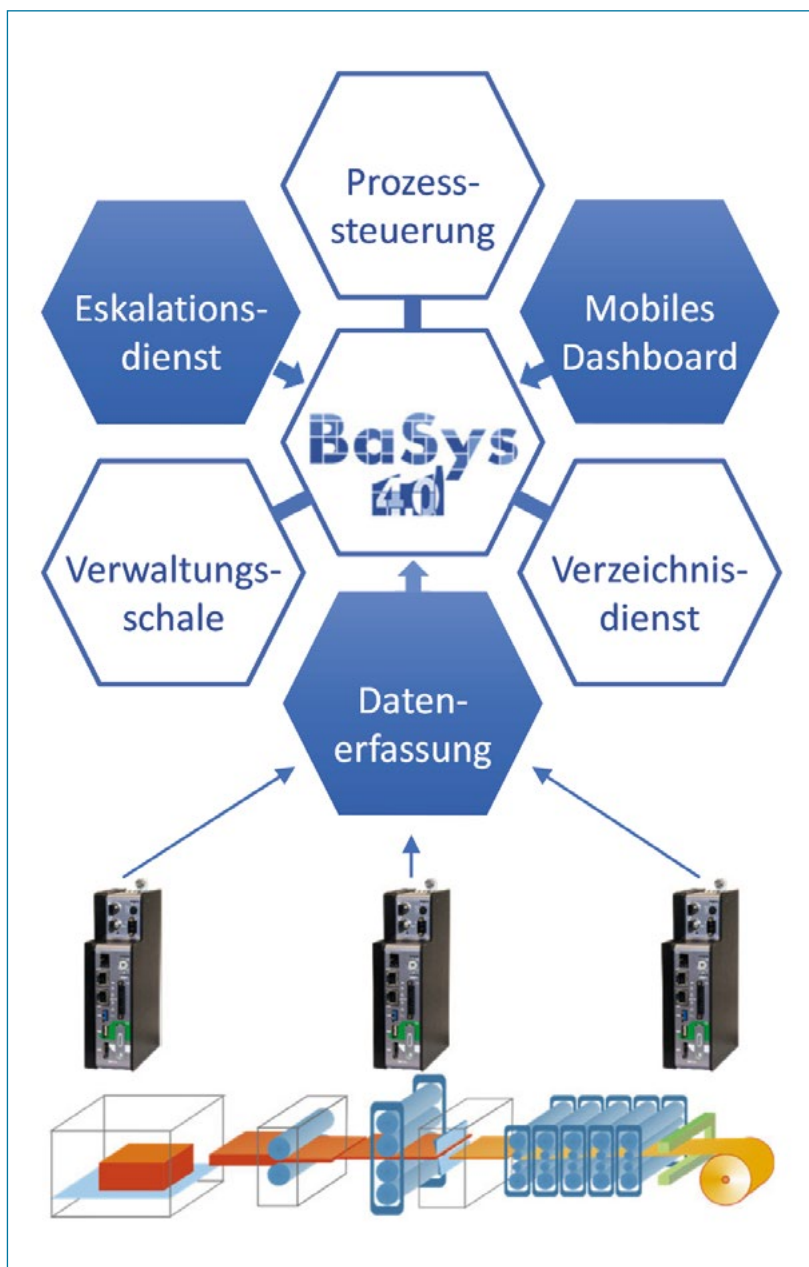 Prozess-
steuerung
Eskalations-
dienst
Mobiles
Dashboard
BaSys
4.0
Verwaltungs-
schale
Verzeichnis-
dienst
Daten-
erfassung